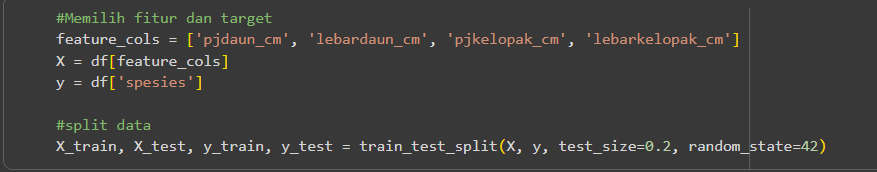 #Memilih fitur dan target
feature_cols = ['pjdaun_cm', 'lebardaun_cm', 'pjkelopak_cm', 'lebarkelopak_cm']
X = df[feature_cols]
y = df['spesies']
#split data
X_train, X_test, y_train, y_test = train_test_split(X, y, test_size=0.2, random_state=42)